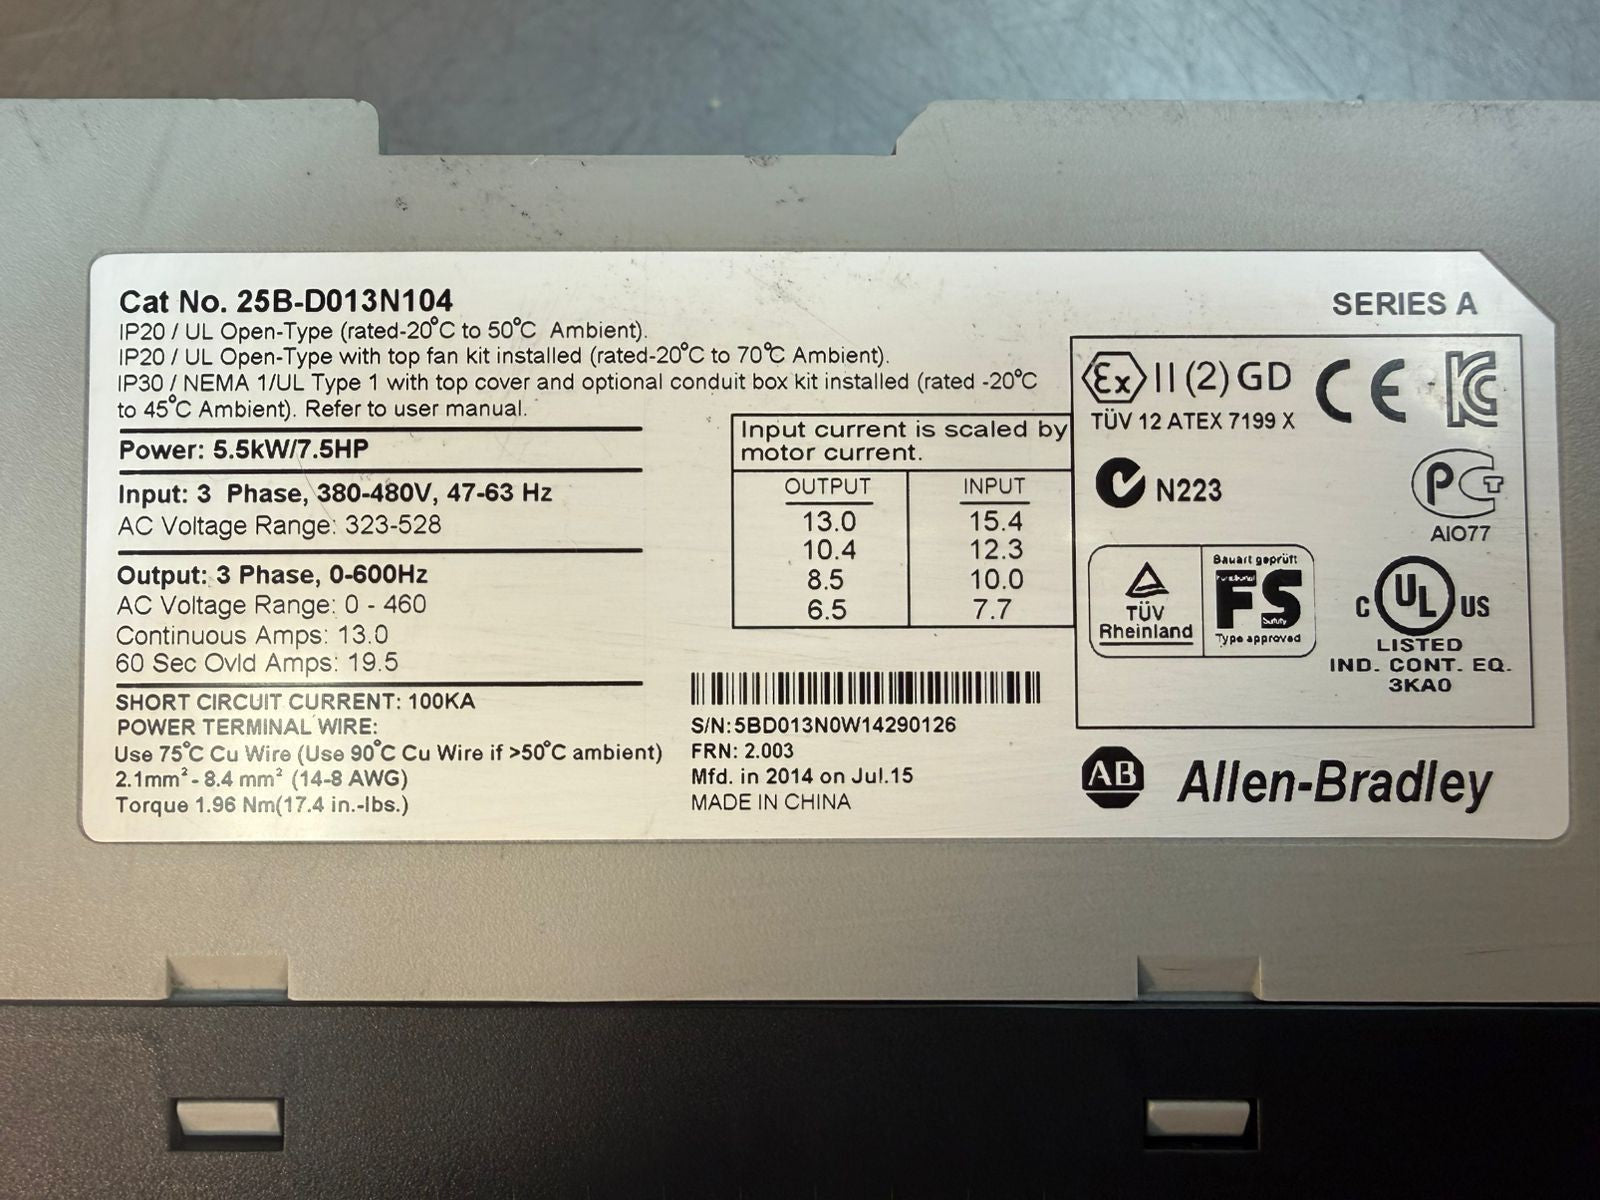 Cat No. 25B-D013N104
SERIES A
IP20 / UL Open-Type (rated-20°C to 50°C Ambient).
IP20 / UL Open-Type with top fan kit installed (rated-20°C to 70°C Ambient).
IP30 / NEMA 1/UL Type 1 with top cover and optional conduit box kit installed (rated -20°C
to 45°C Ambient). Refer to user manual.
Power: 5.5kW/7.5HP
Input: 3 Phase, 380-480V, 47-63 Hz
AC Voltage Range: 323-528
Output: 3 Phase, 0-600Hz
AC Voltage Range: 0 - 460
Continuous Amps: 13.0
60 Sec Ovld Amps: 19.5
SHORT CIRCUIT CURRENT: 100KA
POWER TERMINAL WIRE:
Use 75°C Cu Wire (Use 90°C Cu Wire if >50°C ambient)
2.1mm² - 8.4 mm² (14-8 AWG)
Torque 1.96 Nm(17.4 in.-lbs.)
Input current is scaled by
motor current.
OUTPUT INPUT
13.0 15.4
10.4 12.3
8.5 10.0
6.5 7.7
S/N:5BD013N0W14290126
FRN: 2.003
Mfd. in 2014 on Jul.15
MADE IN CHINA
Ex II (2) GD CE KC
TÜV 12 ATEX 7199 X
N223
PCT
AIO77
TÜV
Rheinland
Bauart geprüft
Functional
FS
Safety
Type approved
C UL US
LISTED
IND. CONT. EQ.
3KA0
AB Allen-Bradley